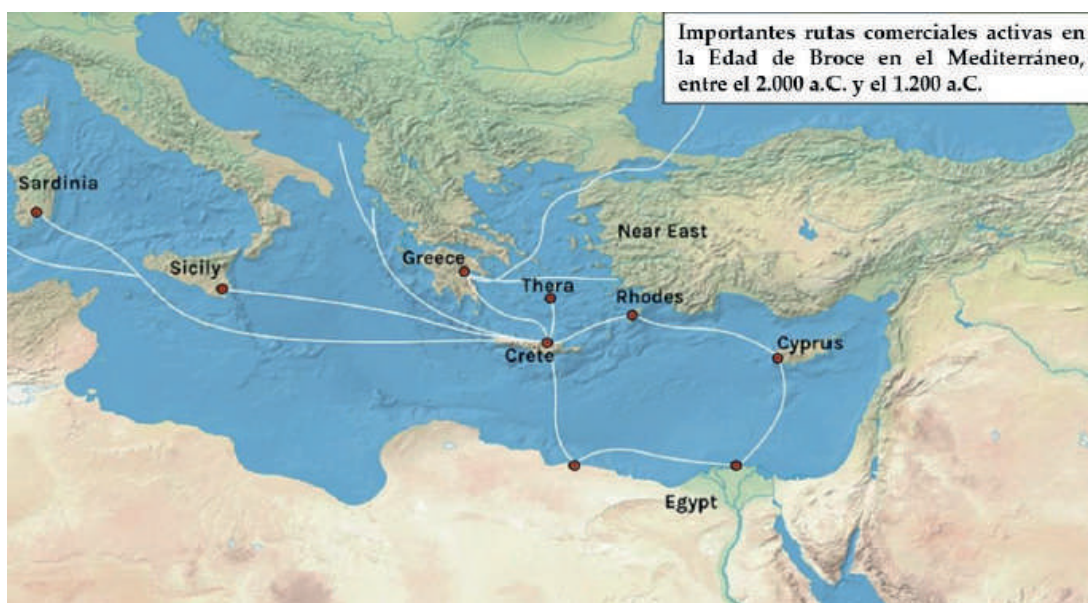 Importantes rutas comerciales activas en
la Edad de Broce en el Mediterráneo,
entre el 2.000 a.C. y el 1.200 a.C.
Sardinia
Near East
Greece
Sicily
Thera
Rhodes
Crete
Cyprus
Egypt